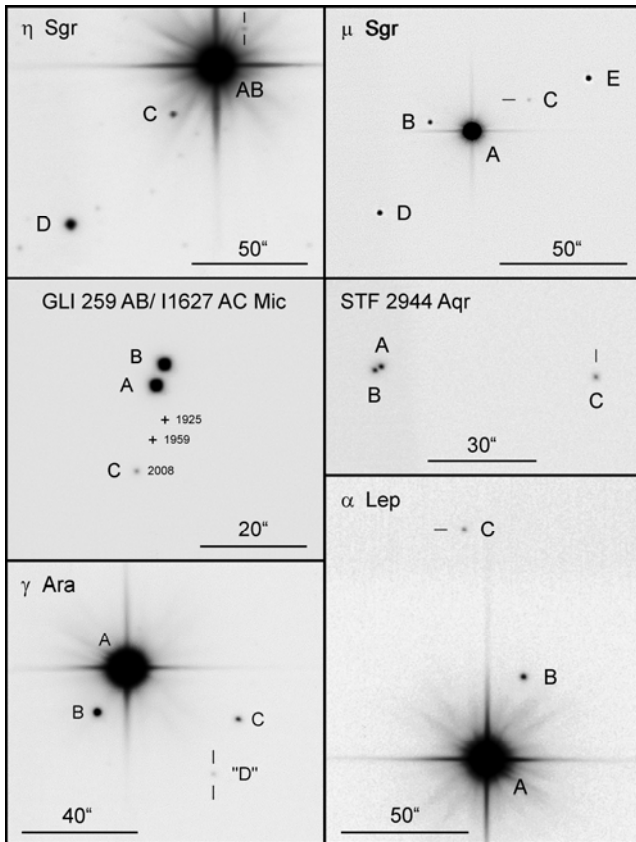 η Sgr
AB
C
D
50“
μ Sgr
E
C
B
A
D
50“
GLI 259 AB/ I1627 AC Mic
B
A
1925
1959
C 2008
20“
STF 2944 Aqr
A
B
C
30“
γ Ara
A
B
C
"D"
40“
α Lep
C
B
A
50“